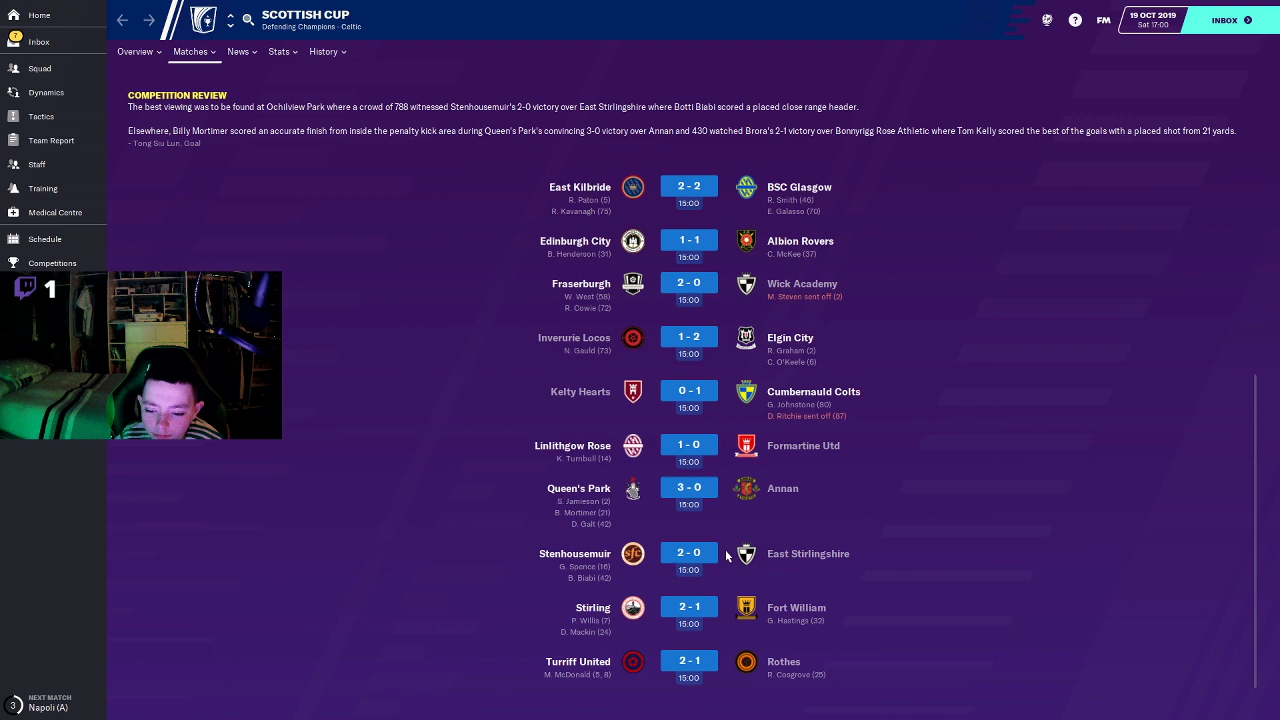 SCOTTISH CUP
Defending Champions - Celtic
FM
19 OCT 2019
Sat 17:00
INBOX
Overview
Matches
News
Stats
History
7
Inbox
Squad
Dynamics
Tactics
Team Report
Staff
Training
Medical Centre
Schedule
Competitions
1
COMPETITION REVIEW
The best viewing was to be found at Ochilview Park where a crowd of 788 witnessed Stenhousemuir's 2-0 victory over East Stirlingshire where Botti Biabi scored a placed close range header.
Elsewhere, Billy Mortimer scored an accurate finish from inside the penalty kick area during Queen's Park's convincing 3-0 victory over Annan and 430 watched Brora's 2-1 victory over Bonnyrigg Rose Athletic where Tom Kelly scored the best of the goals with a placed shot from 21 yards.
- Tong Siu Lun, Goal
East Kilbride 2 - 2 BSC Glasgow
R. Paton (5) 15:00 R. Smith (46)
R. Kavanagh (75) E. Galasso (70)
Edinburgh City 1 - 1 Albion Rovers
B. Henderson (31) 15:00 C. McKee (37)
Fraserburgh 2 - 0 Wick Academy
W. West (58) 15:00 M. Steven sent off (2)
R. Cowie (72)
Inverurie Locos 1 - 2 Elgin City
N. Gauld (73) 15:00 R. Graham (2)
C. O'Keefe (6)
Kelty Hearts 0 - 1 Cumbernauld Colts
15:00 G. Johnstone (80)
D. Ritchie sent off (87)
Linlithgow Rose 1 - 0 Formartine Utd
K. Turnbull (14) 15:00
Queen's Park 3 - 0 Annan
S. Jamieson (2) 15:00
B. Mortimer (21)
D. Galt (42)
Stenhousemuir 2 - 0 East Stirlingshire
G. Spence (16) 15:00
B. Biabi (42)
Stirling 2 - 1 Fort William
P. Willis (7) 15:00 G. Hastings (32)
D. Mackin (24)
Turriff United 2 - 1 Rothes
M. McDonald (5, 8) 15:00 R. Cosgrove (25)
3
NEXT MATCH
Napoli (A)